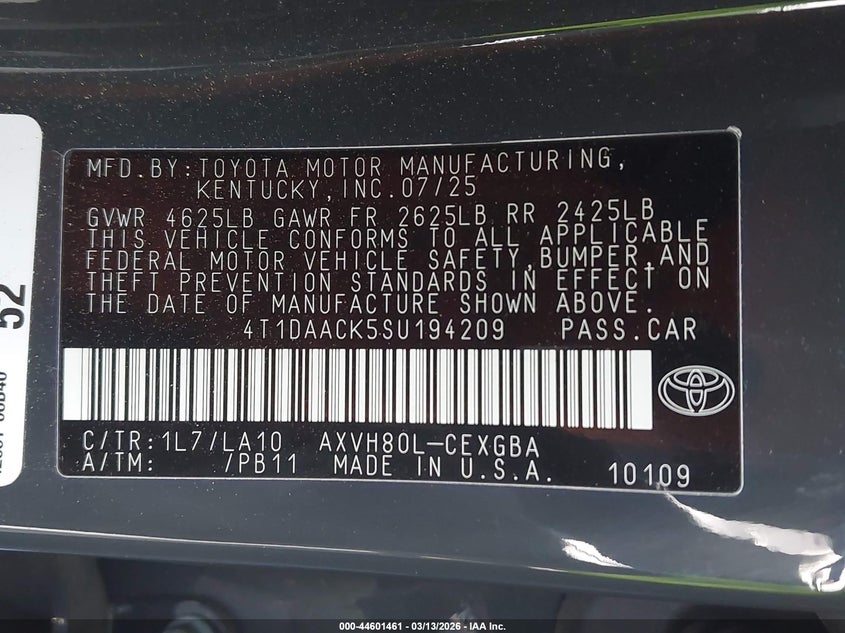 MFD.BY:TOYOTA MOTOR MANUFACTURING,
KENTUCKY,INC.07/25
GVWR 4625LB GAWR FR 2625LB RR 2425LB
THIS VEHICLE CONFORMS TO ALL APPLICABLE
FEDERAL MOTOR VEHICLE SAFETY,BUMPER,AND
THEFT PREVENTION STANDARDS IN EFFECT ON
THE DATE OF MANUFACTURE SHOWN ABOVE.
4T1DAACK5SU194209 PASS.CAR
C/TR:1L7/LA10 AXVH80L-CEXGBA
A/TM: /PB11 MADE IN U.S.A. 10109
52
000-44601461 - 03/13/2026 - IAA Inc.